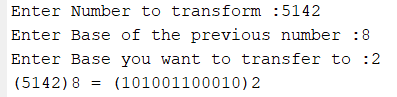 Enter Number to transform :5142
Enter Base of the previous number :8
Enter Base you want to transfer to :2
(5142)8 = (101001100010)2